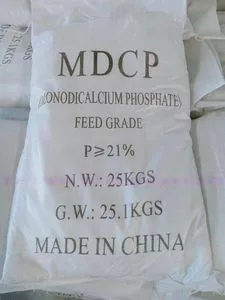 MDCP
(MONODICALCIUM PHOSPHATE)
FEED GRADE
P≥21%
N.W.: 25KGS
G.W.: 25.1KGS
MADE IN CHINA